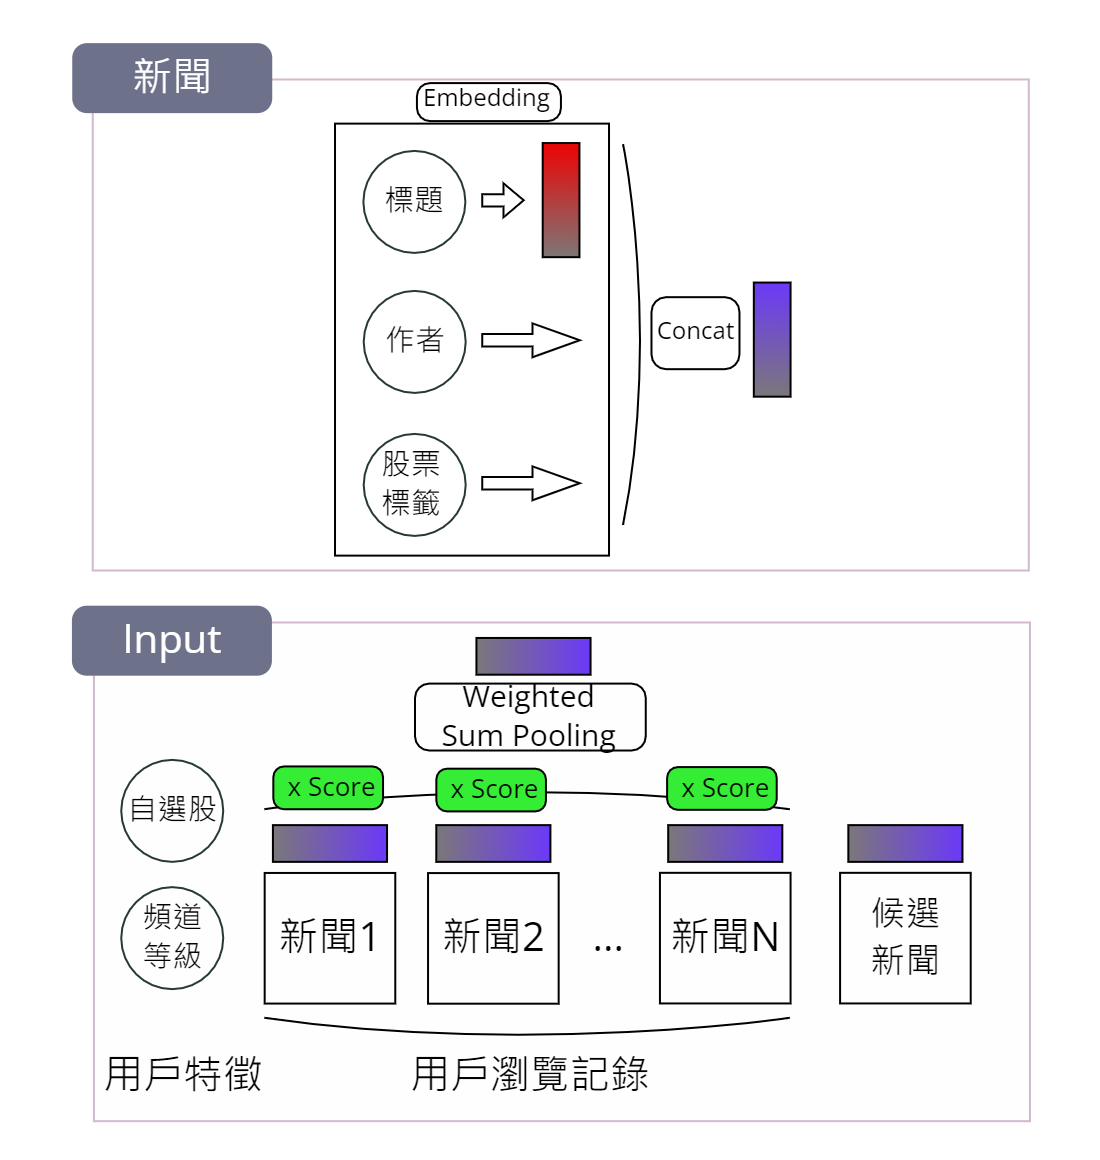 新聞
Embedding
標題
作者
Concat
股票
標籤
Input
Weighted
Sum Pooling
x Score
x Score
x Score
自選股
頻道
等級
新聞1
新聞2
...
新聞N
候選
新聞
用戶特徵
用戶瀏覽記錄